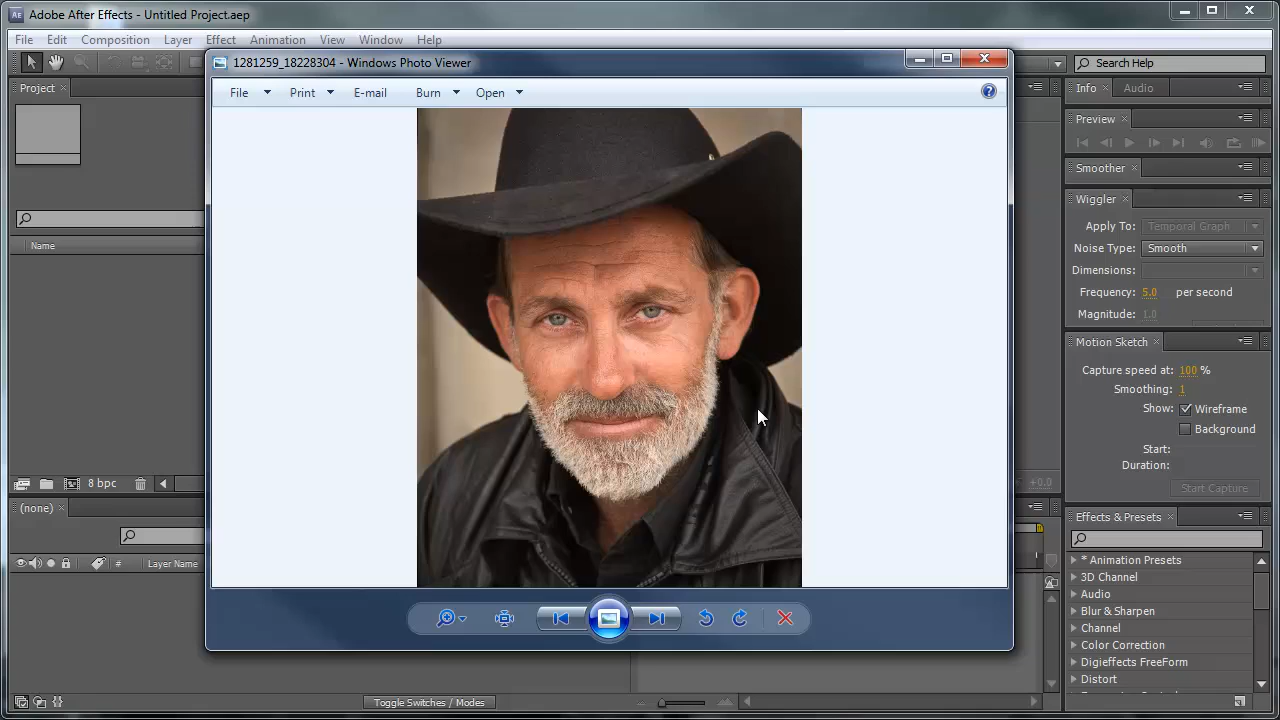 Adobe After Effects - Untitled Project.aep
File Edit Composition Layer Effect Animation View Window Help
1281259_18228304 - Windows Photo Viewer
Search Help
Project
Info Audio
File Print E-mail Burn Open
Preview
Smoother
Wiggler
Apply To: Temporal Graph
Name
Noise Type: Smooth
Dimensions:
Frequency: 5.0 per second
Magnitude: 1.0
Motion Sketch
Capture speed at: 100 %
Smoothing: 1
Show: Wireframe
Background
Start:
Duration:
8 bpc
+0.0
Start Capture
(none)
Effects & Presets
# Layer Name
* Animation Presets
3D Channel
Audio
Blur & Sharpen
Channel
Color Correction
Digieffects FreeForm
Distort
Toggle Switches / Modes